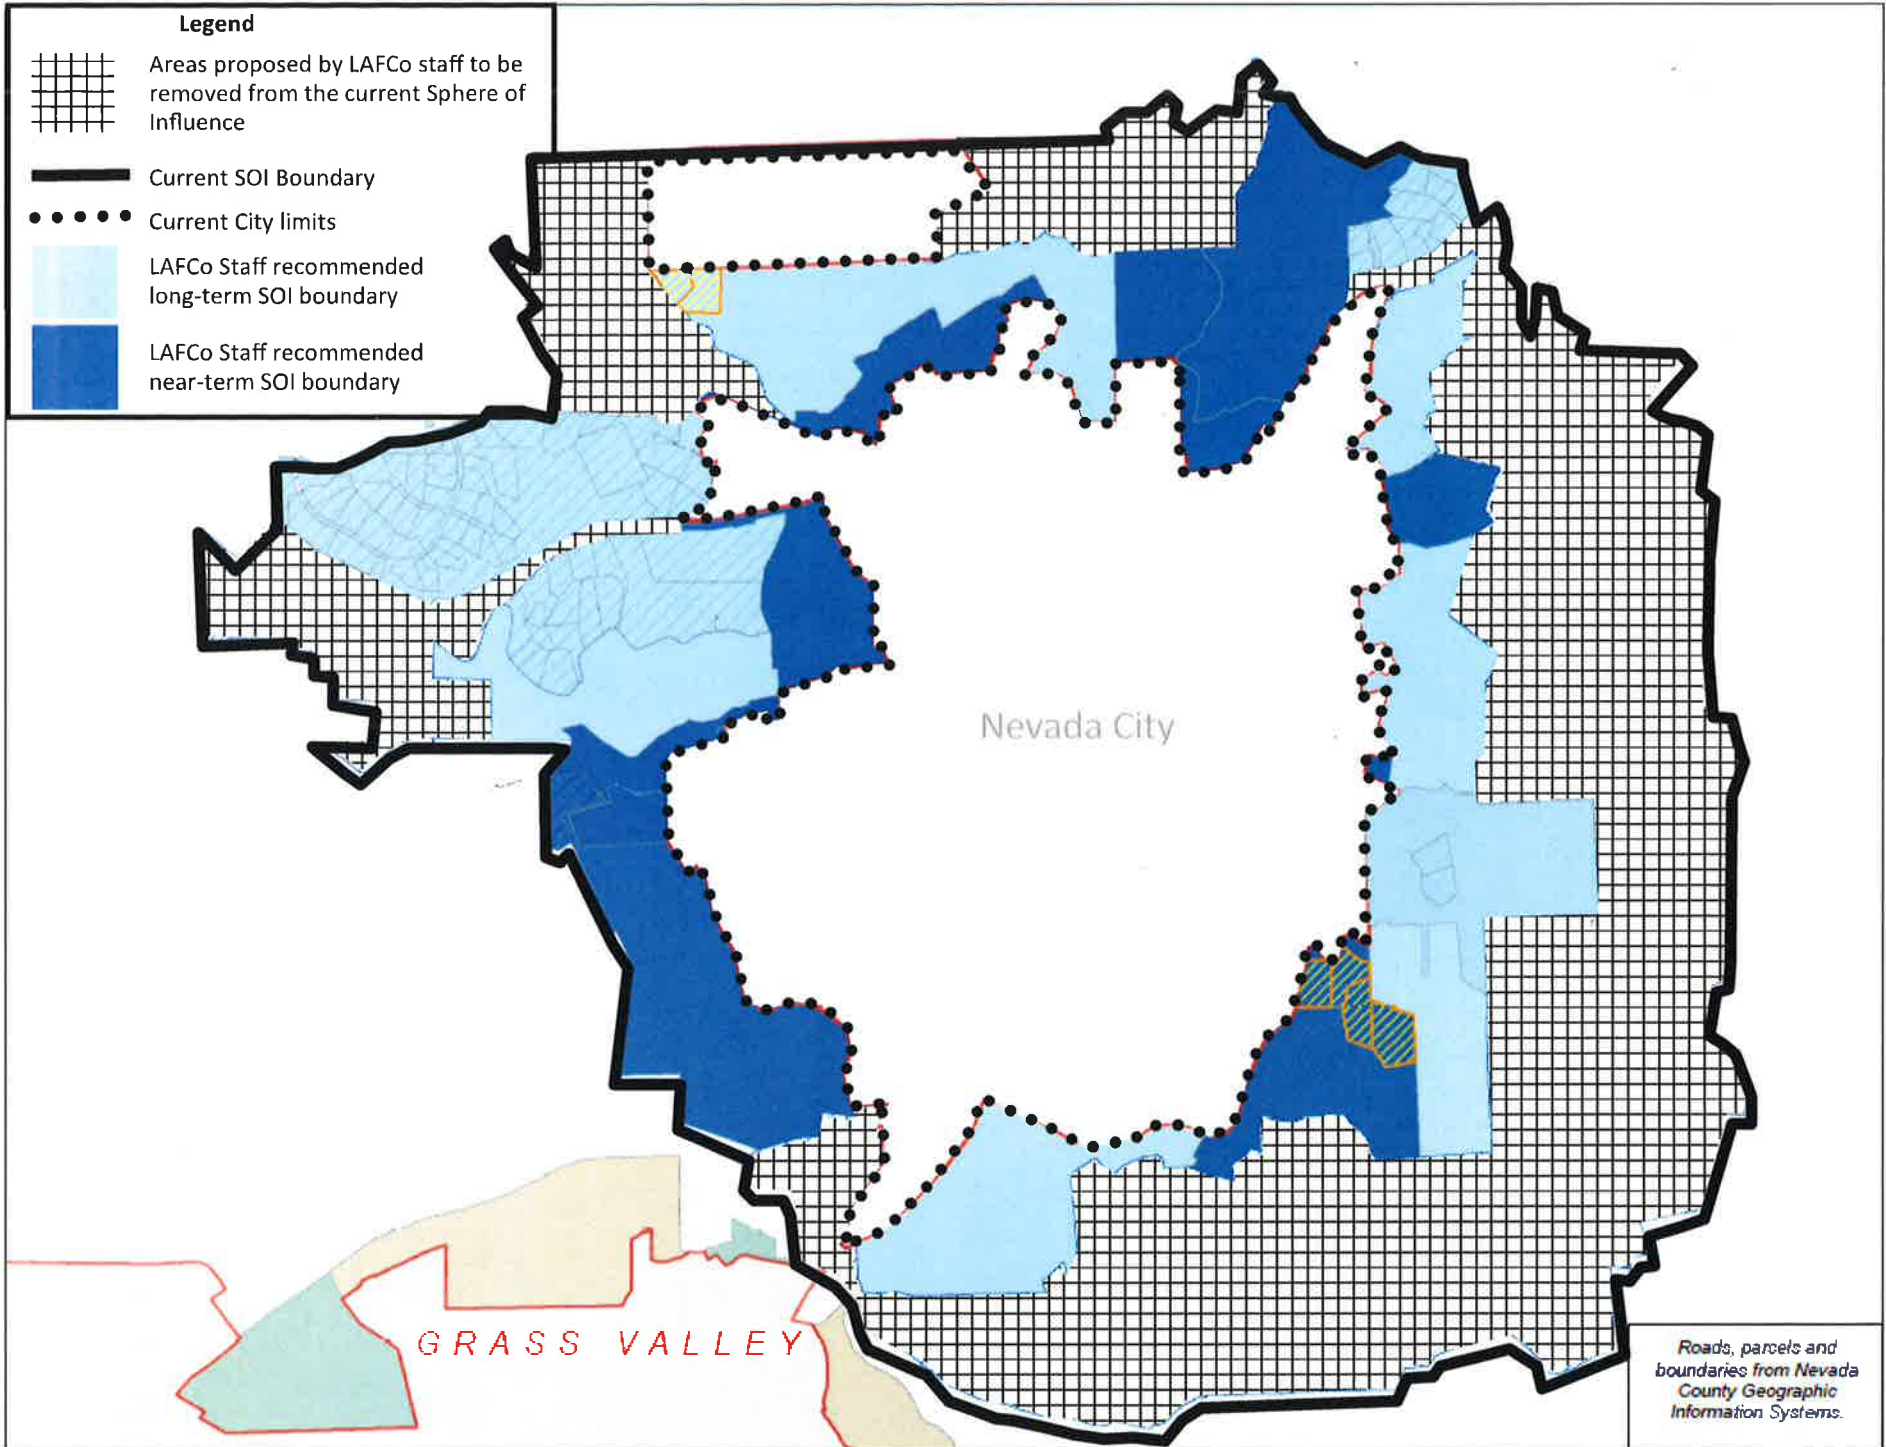 Legend
Areas proposed by LAFCo staff to be
removed from the current Sphere of
Influence
Current SOI Boundary
Current City limits
LAFCo Staff recommended
long-term SOI boundary
LAFCo Staff recommended
near-term SOI boundary
Nevada City
GRASS VALLEY
Roads, parcels and
boundaries from Nevada
County Geographic
Information Systems.